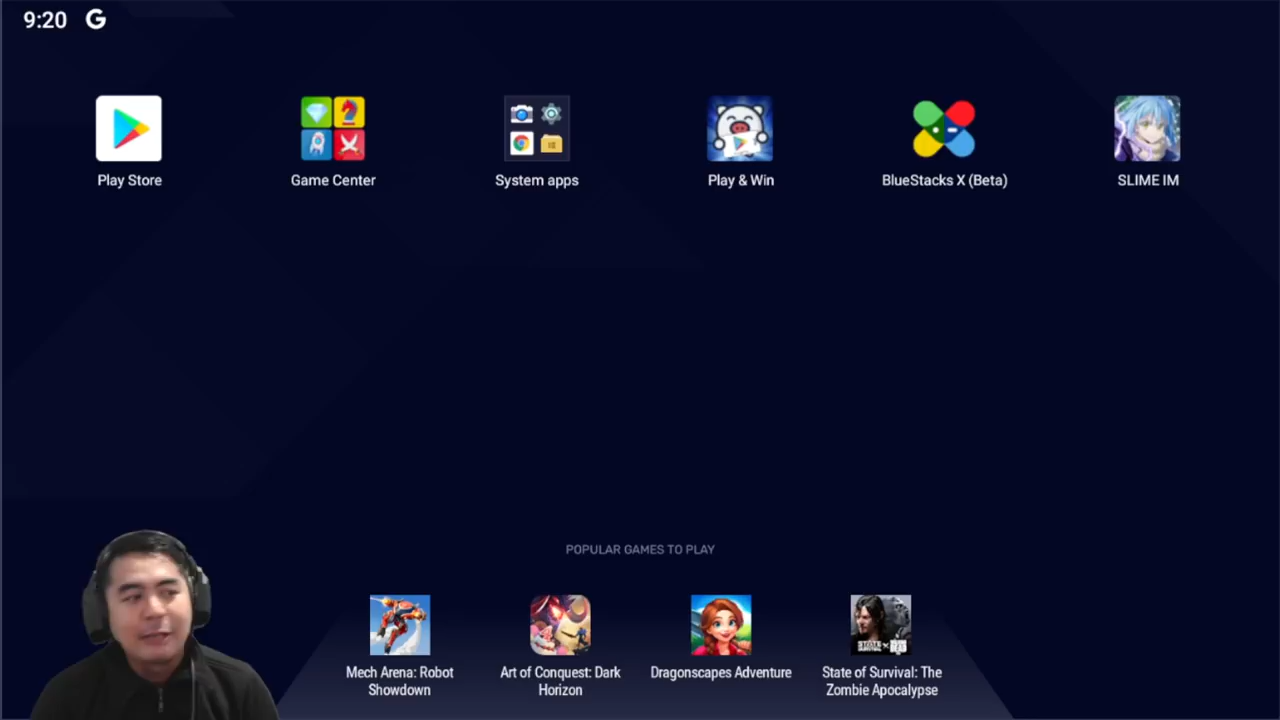 9:20 G
Play Store
Game Center
System apps
Play & Win
BlueStacks X (Beta)
SLIME IM
POPULAR GAMES TO PLAY
Mech Arena: Robot
Showdown
Art of Conquest: Dark
Horizon
Dragonscapes Adventure
State of Survival: The
Zombie Apocalypse